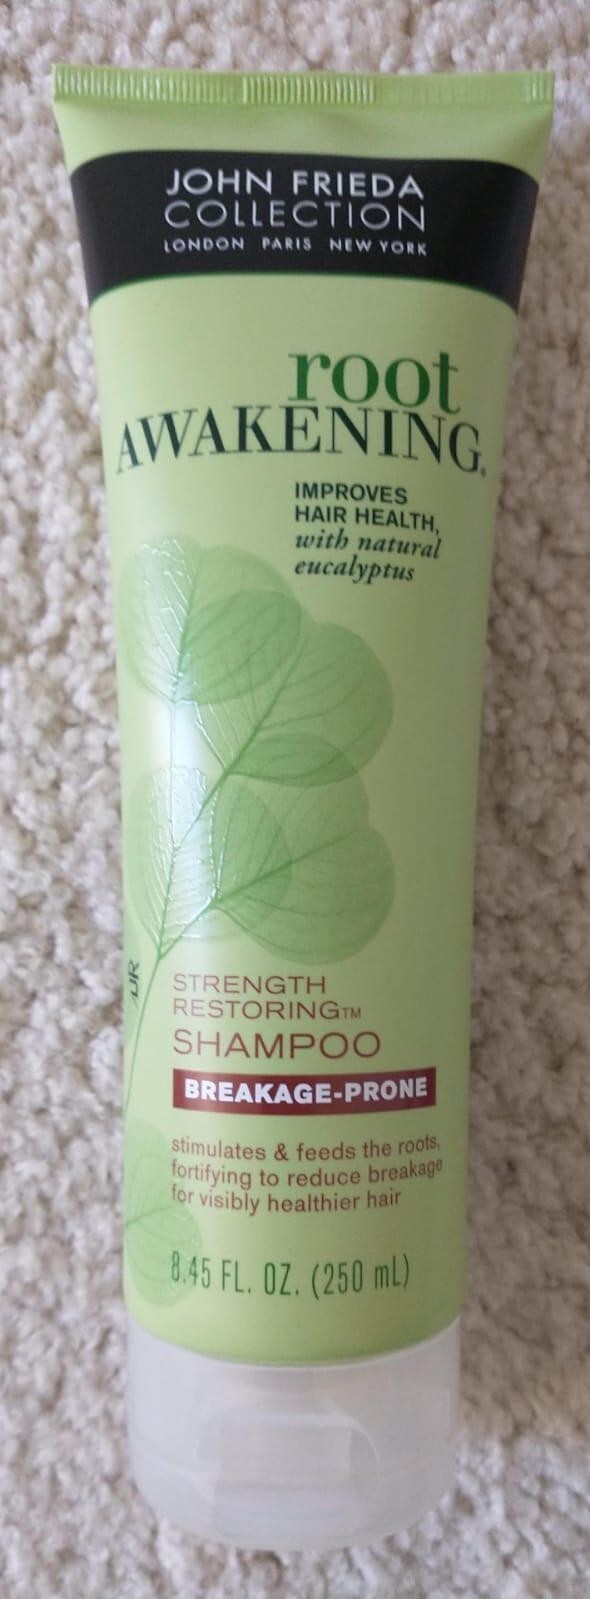 JOHN FRIEDA
COLLECTION
LONDON PARIS NEW YORK
root
AWAKENING®
IMPROVES
HAIR HEALTH,
with natural
eucalyptus
STRENGTH
RESTORING™
SHAMPOO
BREAKAGE-PRONE
stimulates & feeds the roots,
fortifying to reduce breakage
for visibly healthier hair
8.45 FL. OZ. (250 mL)